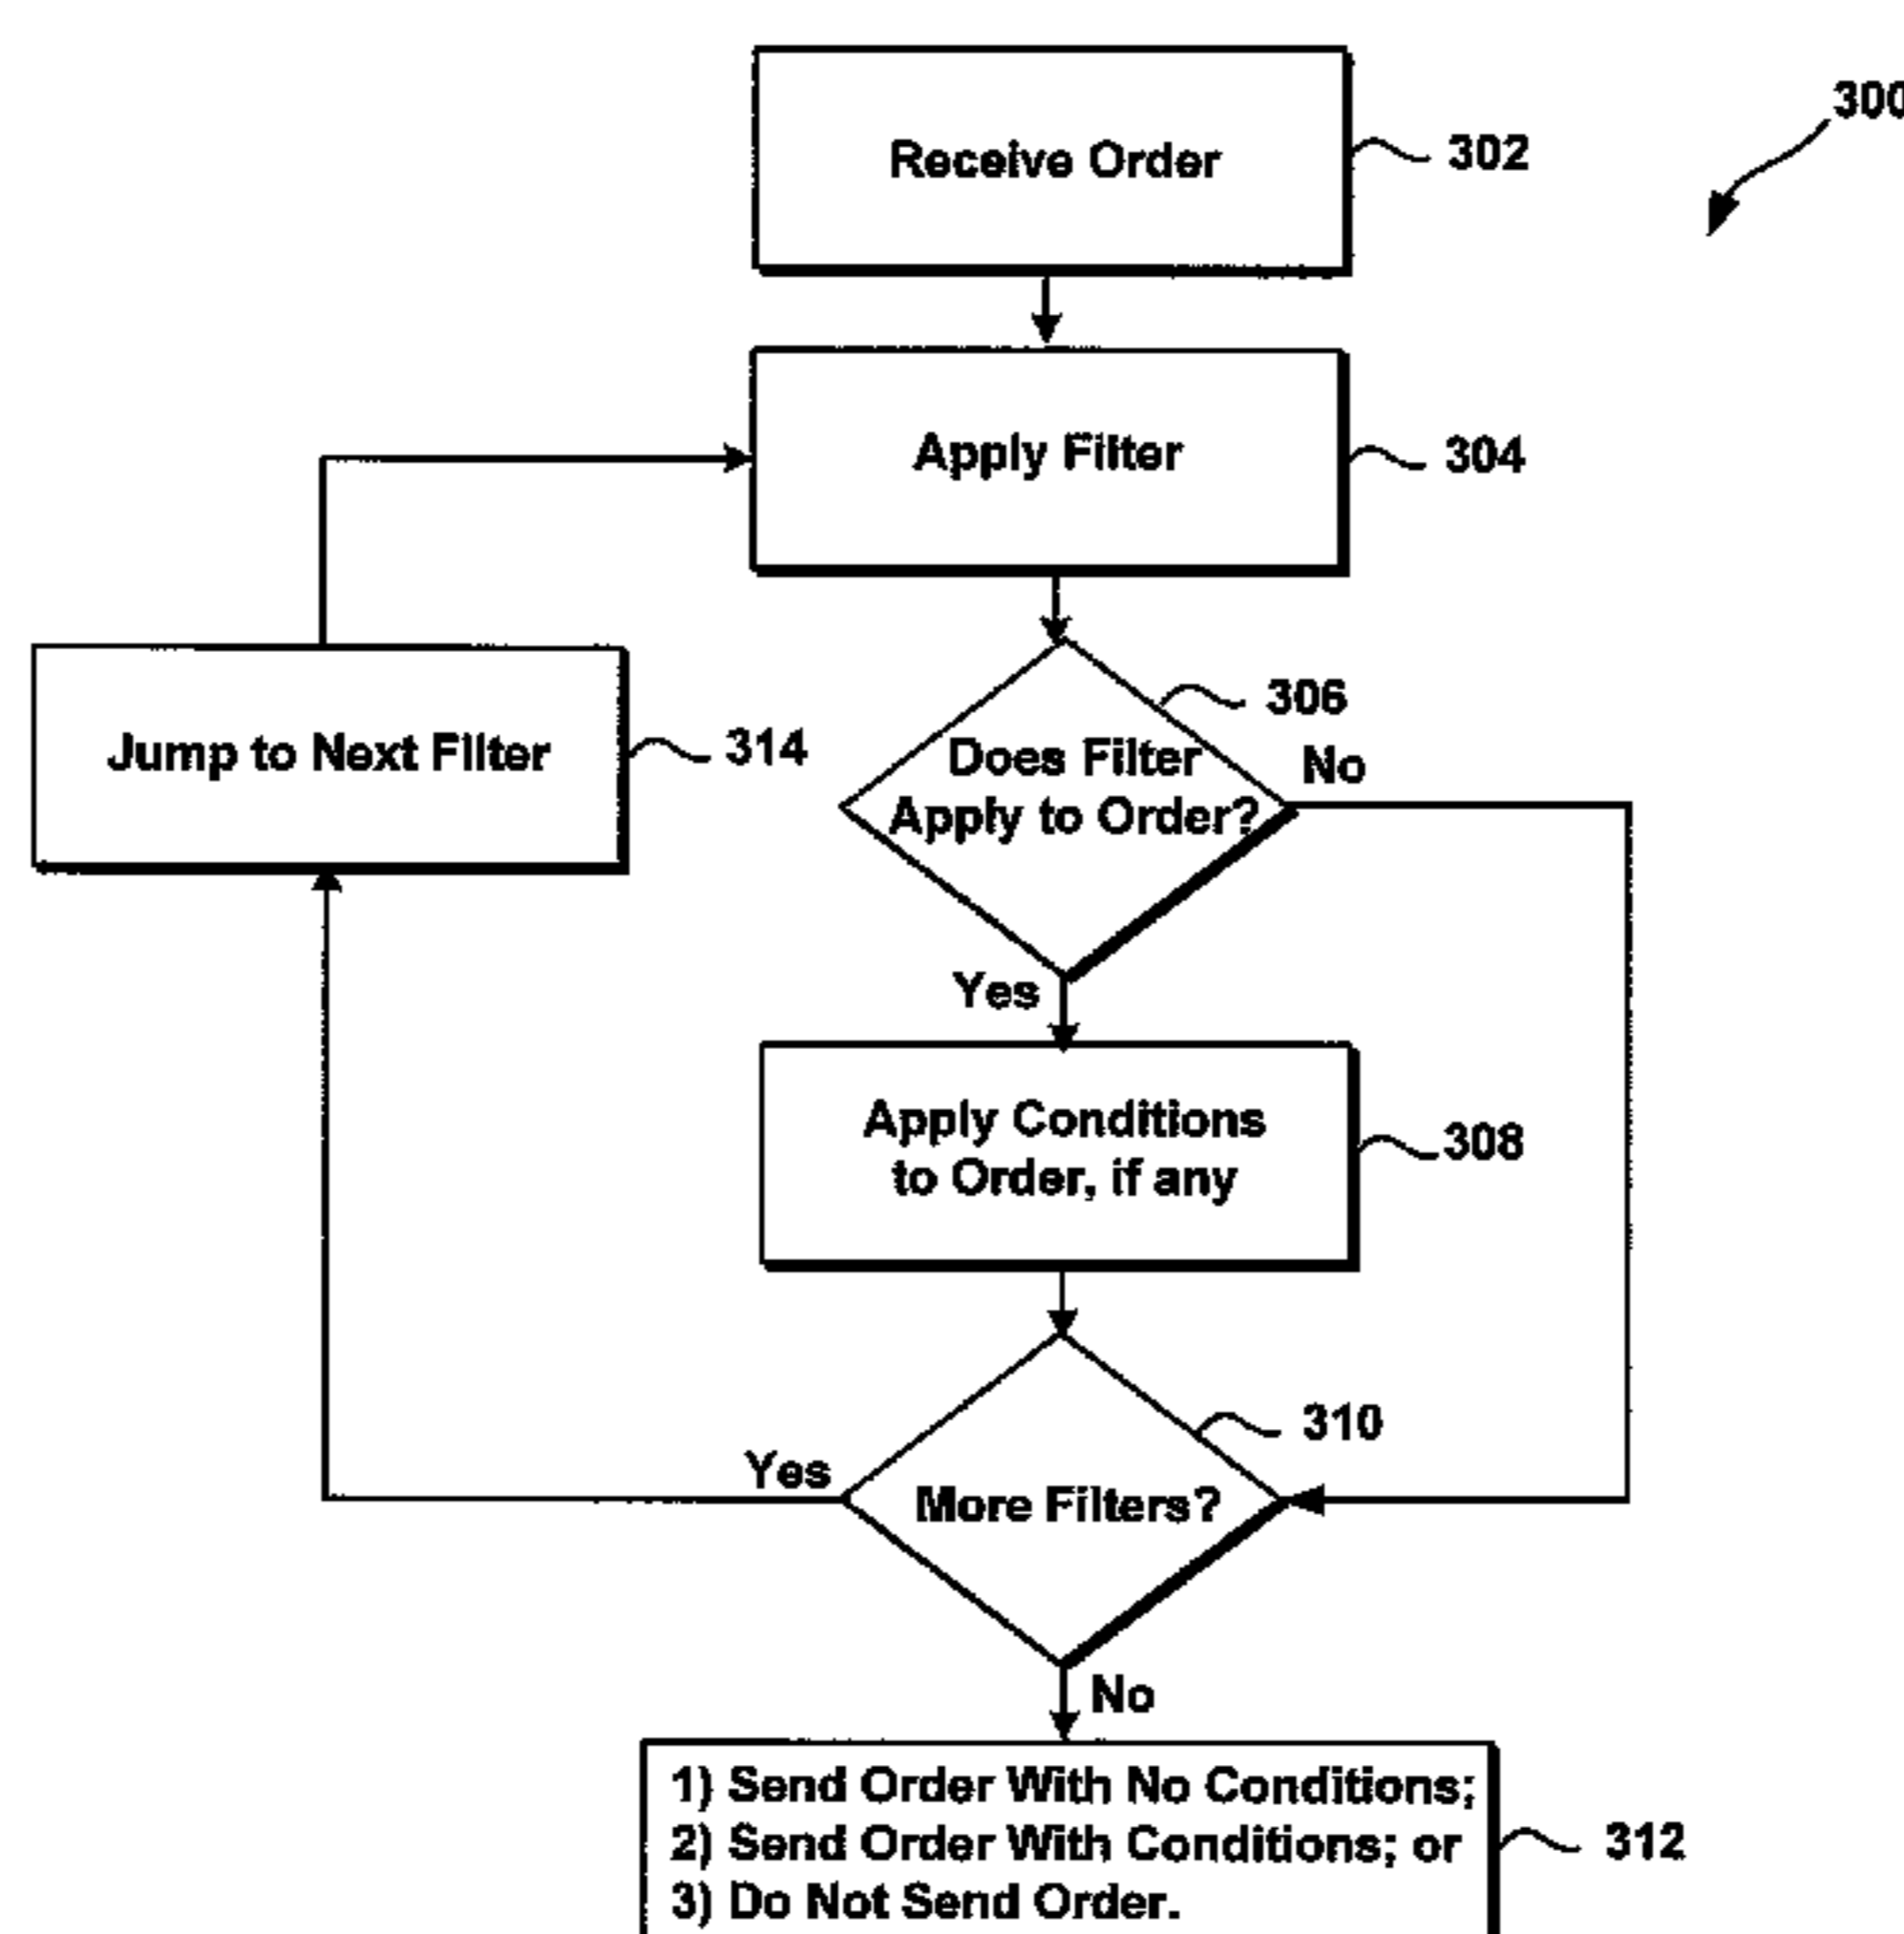 Receive Order
302
300
Apply Filter
304
306
Does Filter
Apply to Order?
No
Jump to Next Filter
314
Yes
Apply Conditions
to Order, if any
308
310
Yes
More Filters?
No
1) Send Order With No Conditions;
2) Send Order With Conditions; or
3) Do Not Send Order.
312